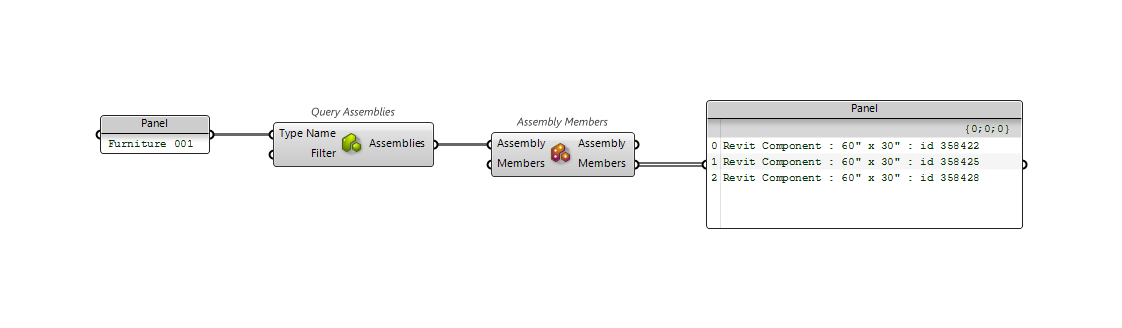 Query Assemblies
Assembly Members
Panel
Furniture 001
Type Name
Filter
Assemblies
Assembly
Members
Assembly
Members
Panel
{0;0;0}
0 Revit Component : 60" x 30" : id 358422
1 Revit Component : 60" x 30" : id 358425
2 Revit Component : 60" x 30" : id 358428